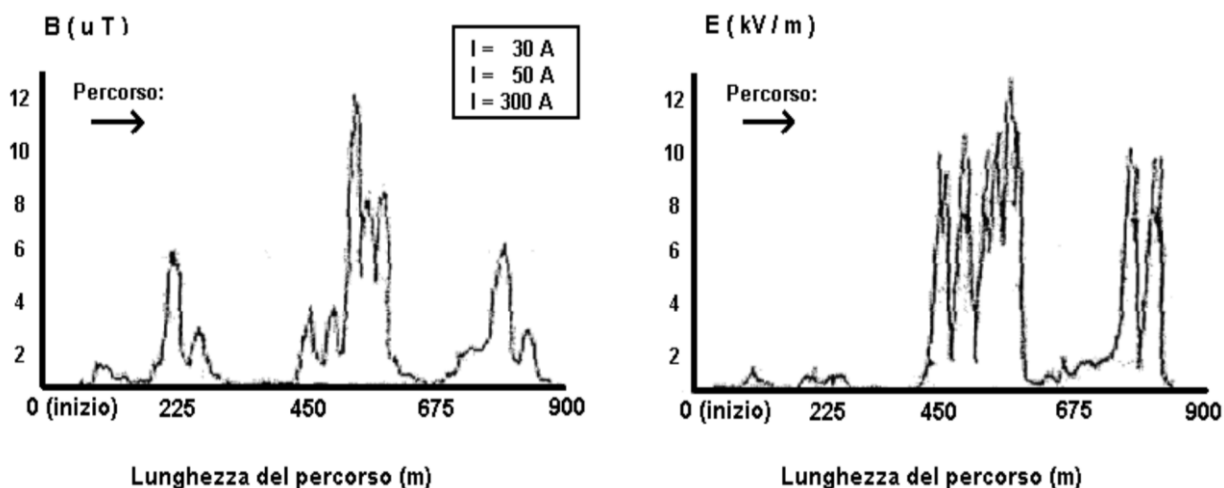 B ( u T )
I = 30 A
I = 50 A
I = 300 A
Percorso:
12
10
8
6
4
2
0 (inizio) 225 450 675 900
Lunghezza del percorso (m)
E ( kV / m )
Percorso:
12
10
8
6
4
2
0 (inizio) 225 450 675 900
Lunghezza del percorso (m)